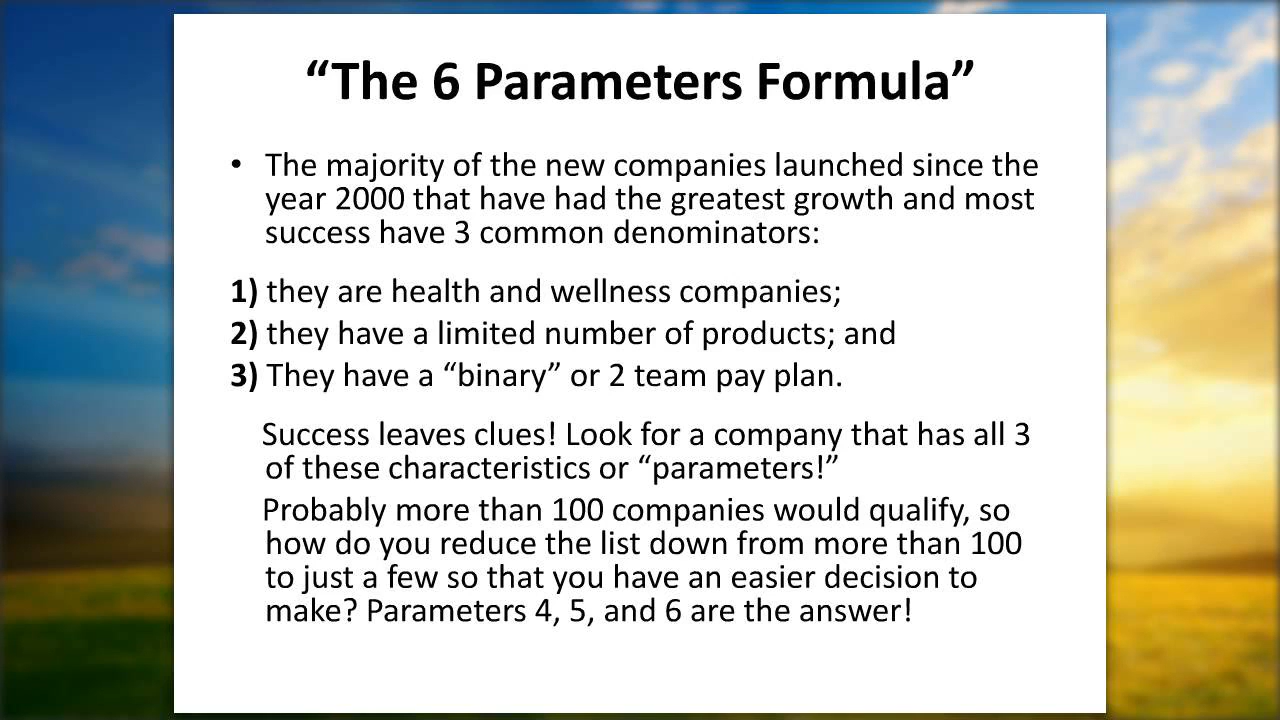 “The 6 Parameters Formula”
• The majority of the new companies launched since the
year 2000 that have had the greatest growth and most
success have 3 common denominators:
1) they are health and wellness companies;
2) they have a limited number of products; and
3) They have a “binary” or 2 team pay plan.
Success leaves clues! Look for a company that has all 3
of these characteristics or “parameters!”
Probably more than 100 companies would qualify, so
how do you reduce the list down from more than 100
to just a few so that you have an easier decision to
make? Parameters 4, 5, and 6 are the answer!